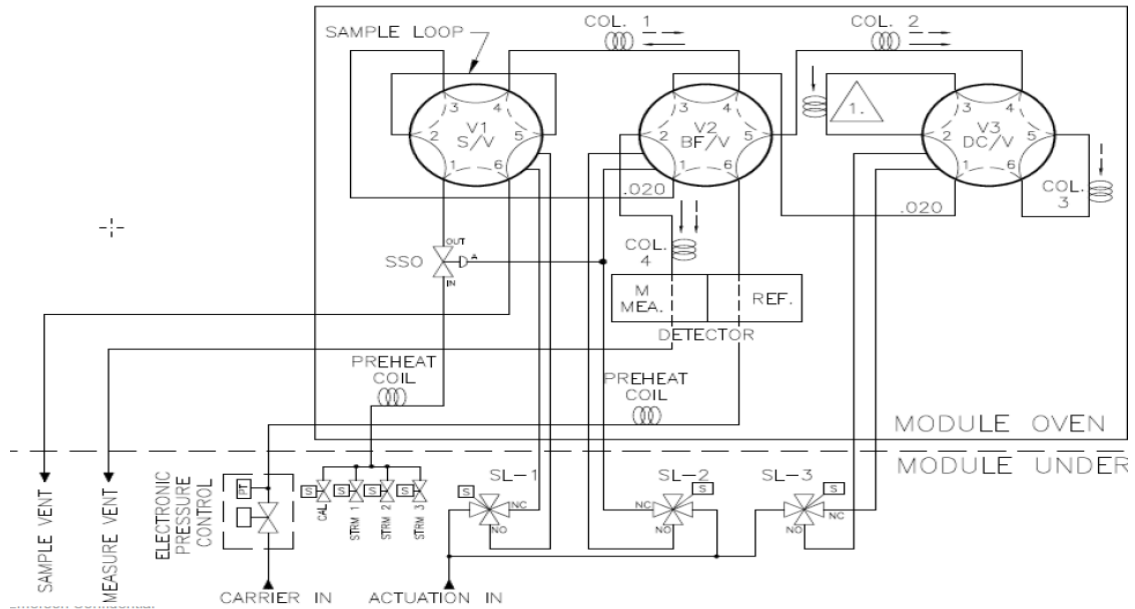 COL. 1
COL. 2
SAMPLE LOOP
3
4
V1
S/V
2
5
1
6
3
4
V2
BF/V
2
5
1
6
1.
3
4
V3
DC/V
2
5
1
6
.020
.020
COL.
3
OUT
SSO
A
IN
COL.
4
M
MEA.
REF.
DETECTOR
PREHEAT
COIL
PREHEAT
COIL
MODULE OVEN
MODULE UNDER
SL-1
SL-2
SL-3
SAMPLE VENT
MEASURE VENT
ELECTRONIC
PRESSURE
CONTROL
PT
S
S
S
S
CAL
STRM 1
STRM 2
STRM 3
S
NC
NO
S
NC
NO
S
NC
NO
CARRIER IN
ACTUATION IN